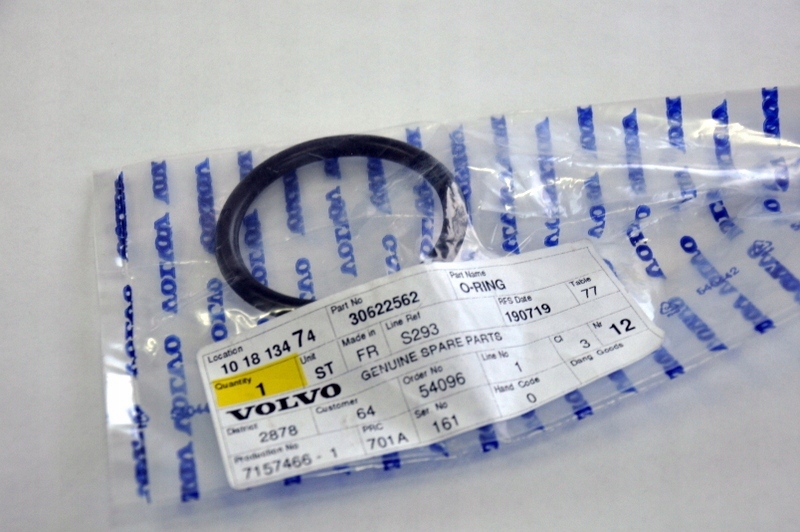 Location Part No Part Name
10 18 134 74 30622562 O-RING
Quantity Unit Made in Line Ref RFS Date Table
1 ST FR S293 190719 77
VOLVO GENUINE SPARE PARTS
District Customer Order No Line No Cl Nr
2878 64 54096 1 3 12
Production No PRC Ser No Hand Code Dang Goods
7157466 - 1 701A 161 0
VOLVO VOLVO VOLVO VOLVO